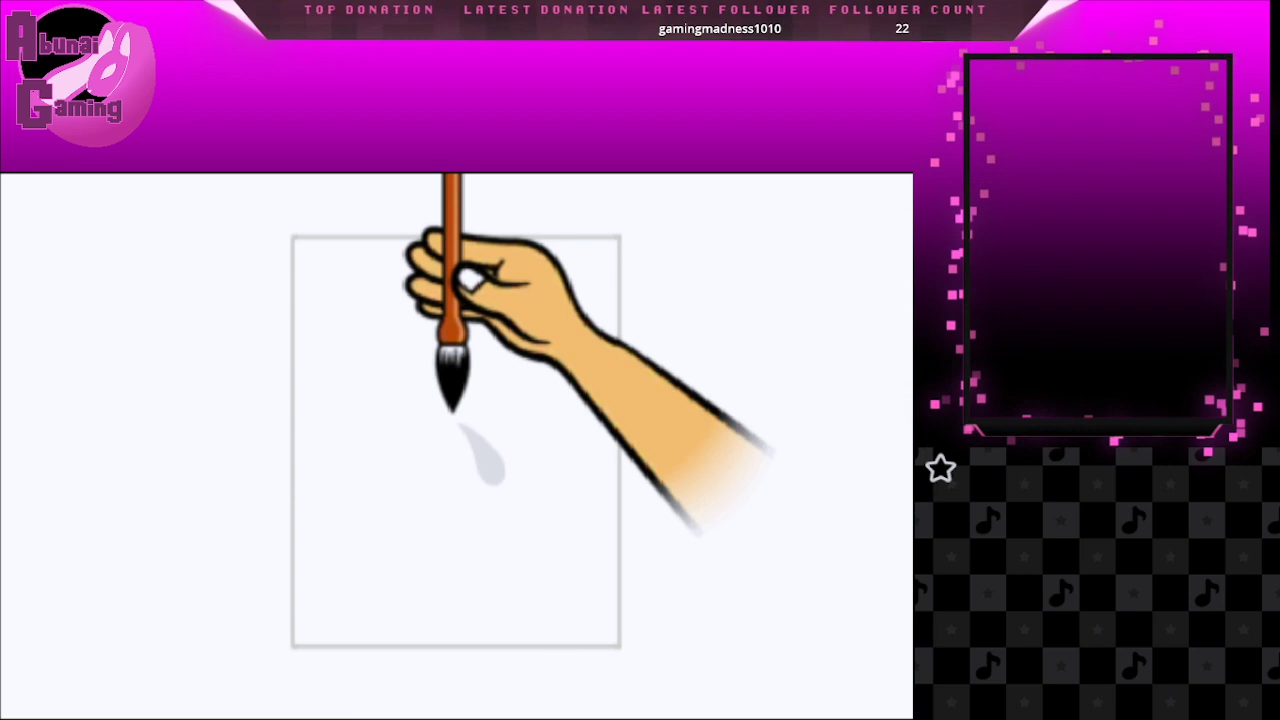 TOP DONATION LATEST DONATION LATEST FOLLOWER FOLLOWER COUNT
gamingmadness1010 22
Abunai
Gaming